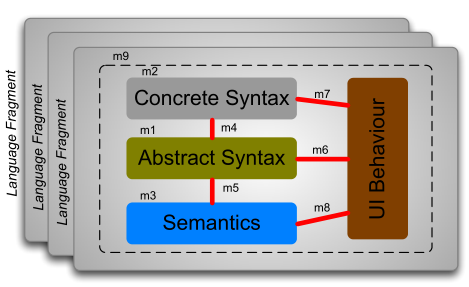 m9
m2
Concrete Syntax
m7
m4
m1
Abstract Syntax
m6
m5
m3
Semantics
m8
UI Behaviour
Language Fragment
Language Fragment
Language Fragment